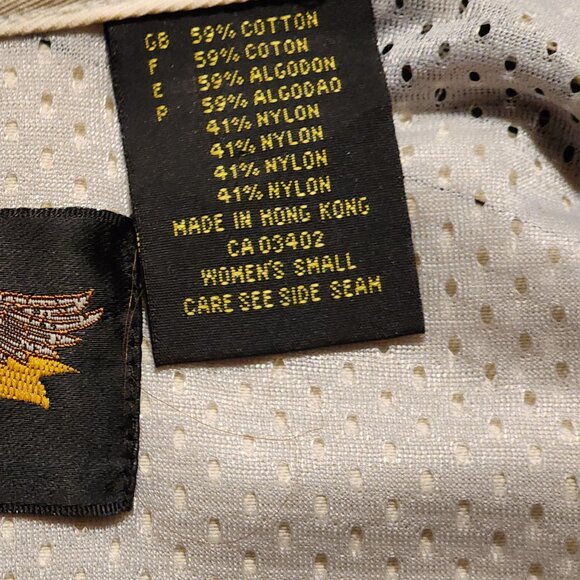 GB 59% COTTON
F 59% COTON
E 59% ALGODON
P 59% ALGODAO
41% NYLON
41% NYLON
41% NYLON
41% NYLON
MADE IN HONG KONG
CA 03402
WOMEN'S SMALL
CARE SEE SIDE SEAM